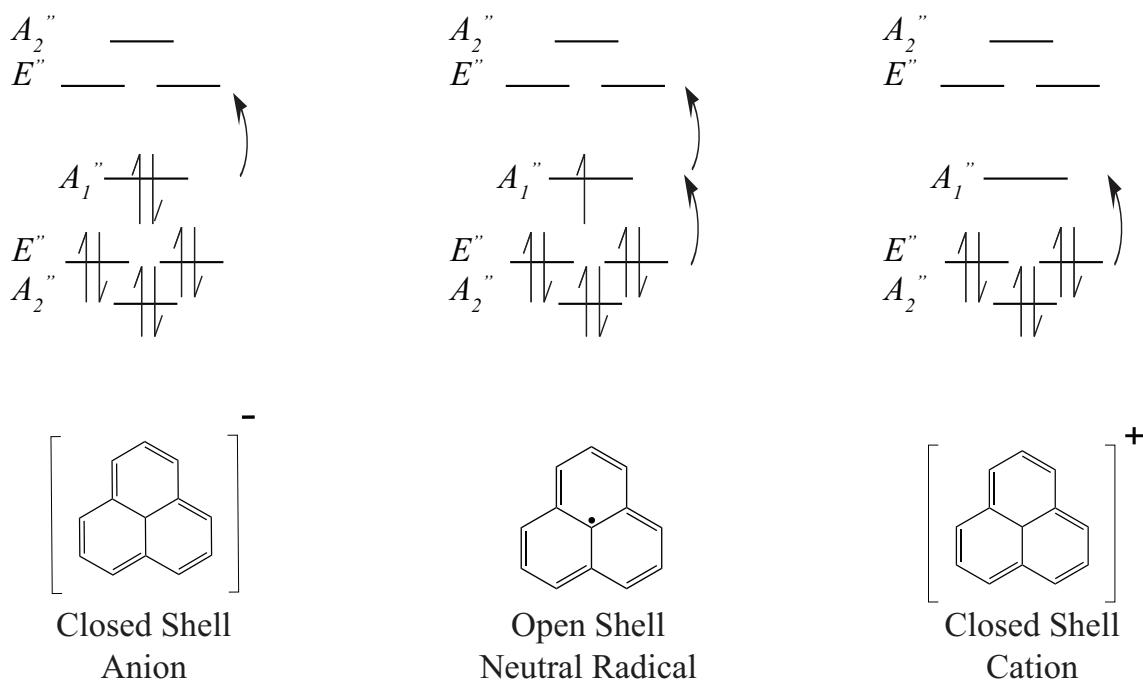 A₂” A₂” A₂”
E” E” E”
A₁” A₁” A₁”
E” E” E”
A₂” A₂” A₂”
- +
Closed Shell Open Shell Closed Shell
Anion Neutral Radical Cation